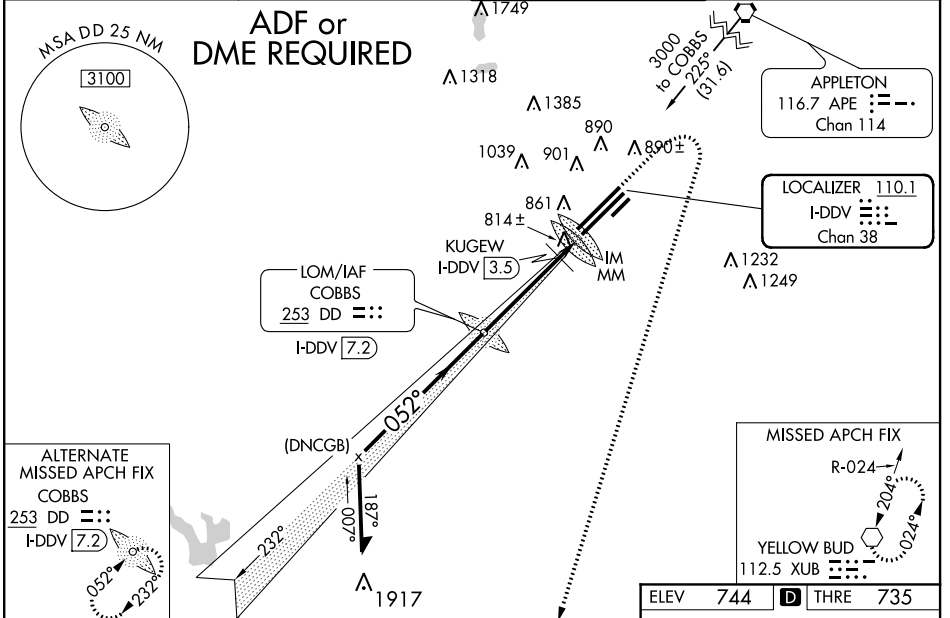 ADF or
DME REQUIRED
MSA DD 25 NM
3100
1749
1318
1385
890
1039
901
890±
861
814±
3000
to COBBS
225°
(31.6)
APPLETON
116.7 APE
Chan 114
LOCALIZER 110.1
I-DDV
Chan 38
KUGEW
I-DDV 3.5
IM
MM
1232
1249
LOM/IAF
COBBS
253 DD
I-DDV 7.2
052°
(DNCGB)
187°
007°
232°
1917
ALTERNATE
MISSED APCH FIX
COBBS
253 DD
I-DDV 7.2
052°
232°
MISSED APCH FIX
R-024
204°
024°
YELLOW BUD
112.5 XUB
ELEV 744 D THRE 735